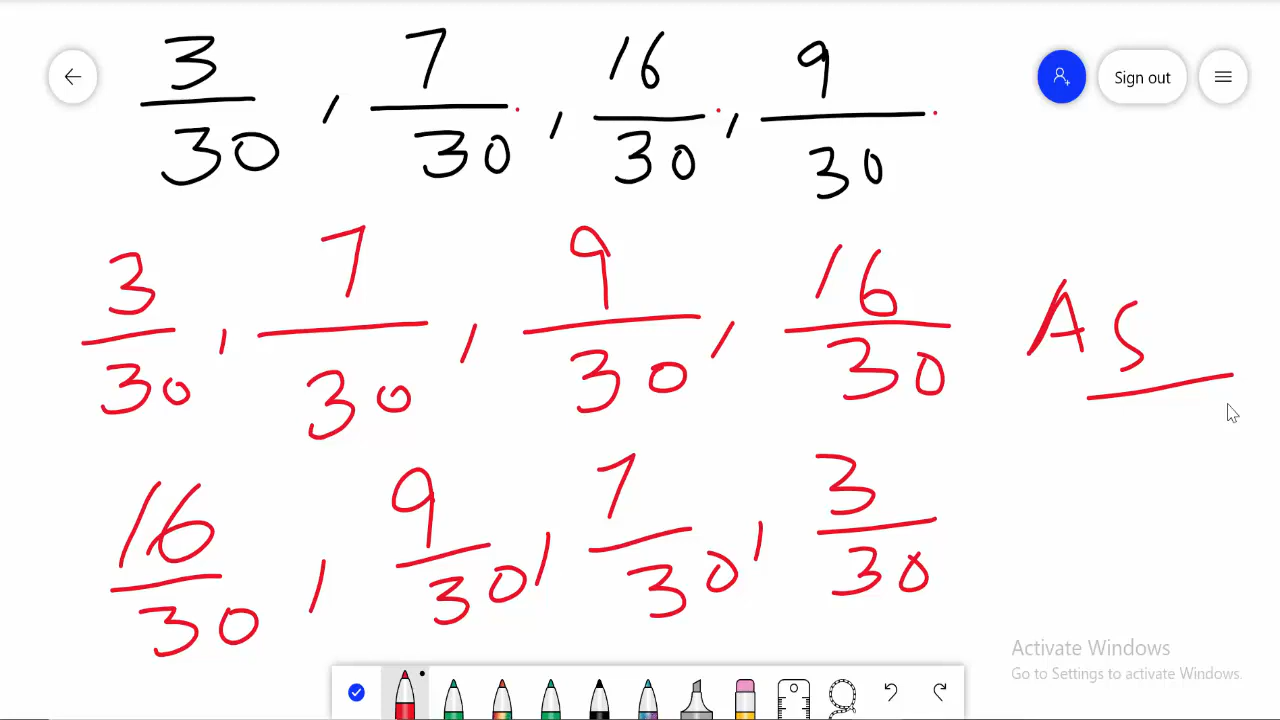 3/30 , 7/30 , 16/30 , 9/30
Sign out
3/30 , 7/30 , 9/30 , 16/30 As
16/30 , 9/30 , 7/30 , 3/30
Activate Windows
Go to Settings to activate Windows.